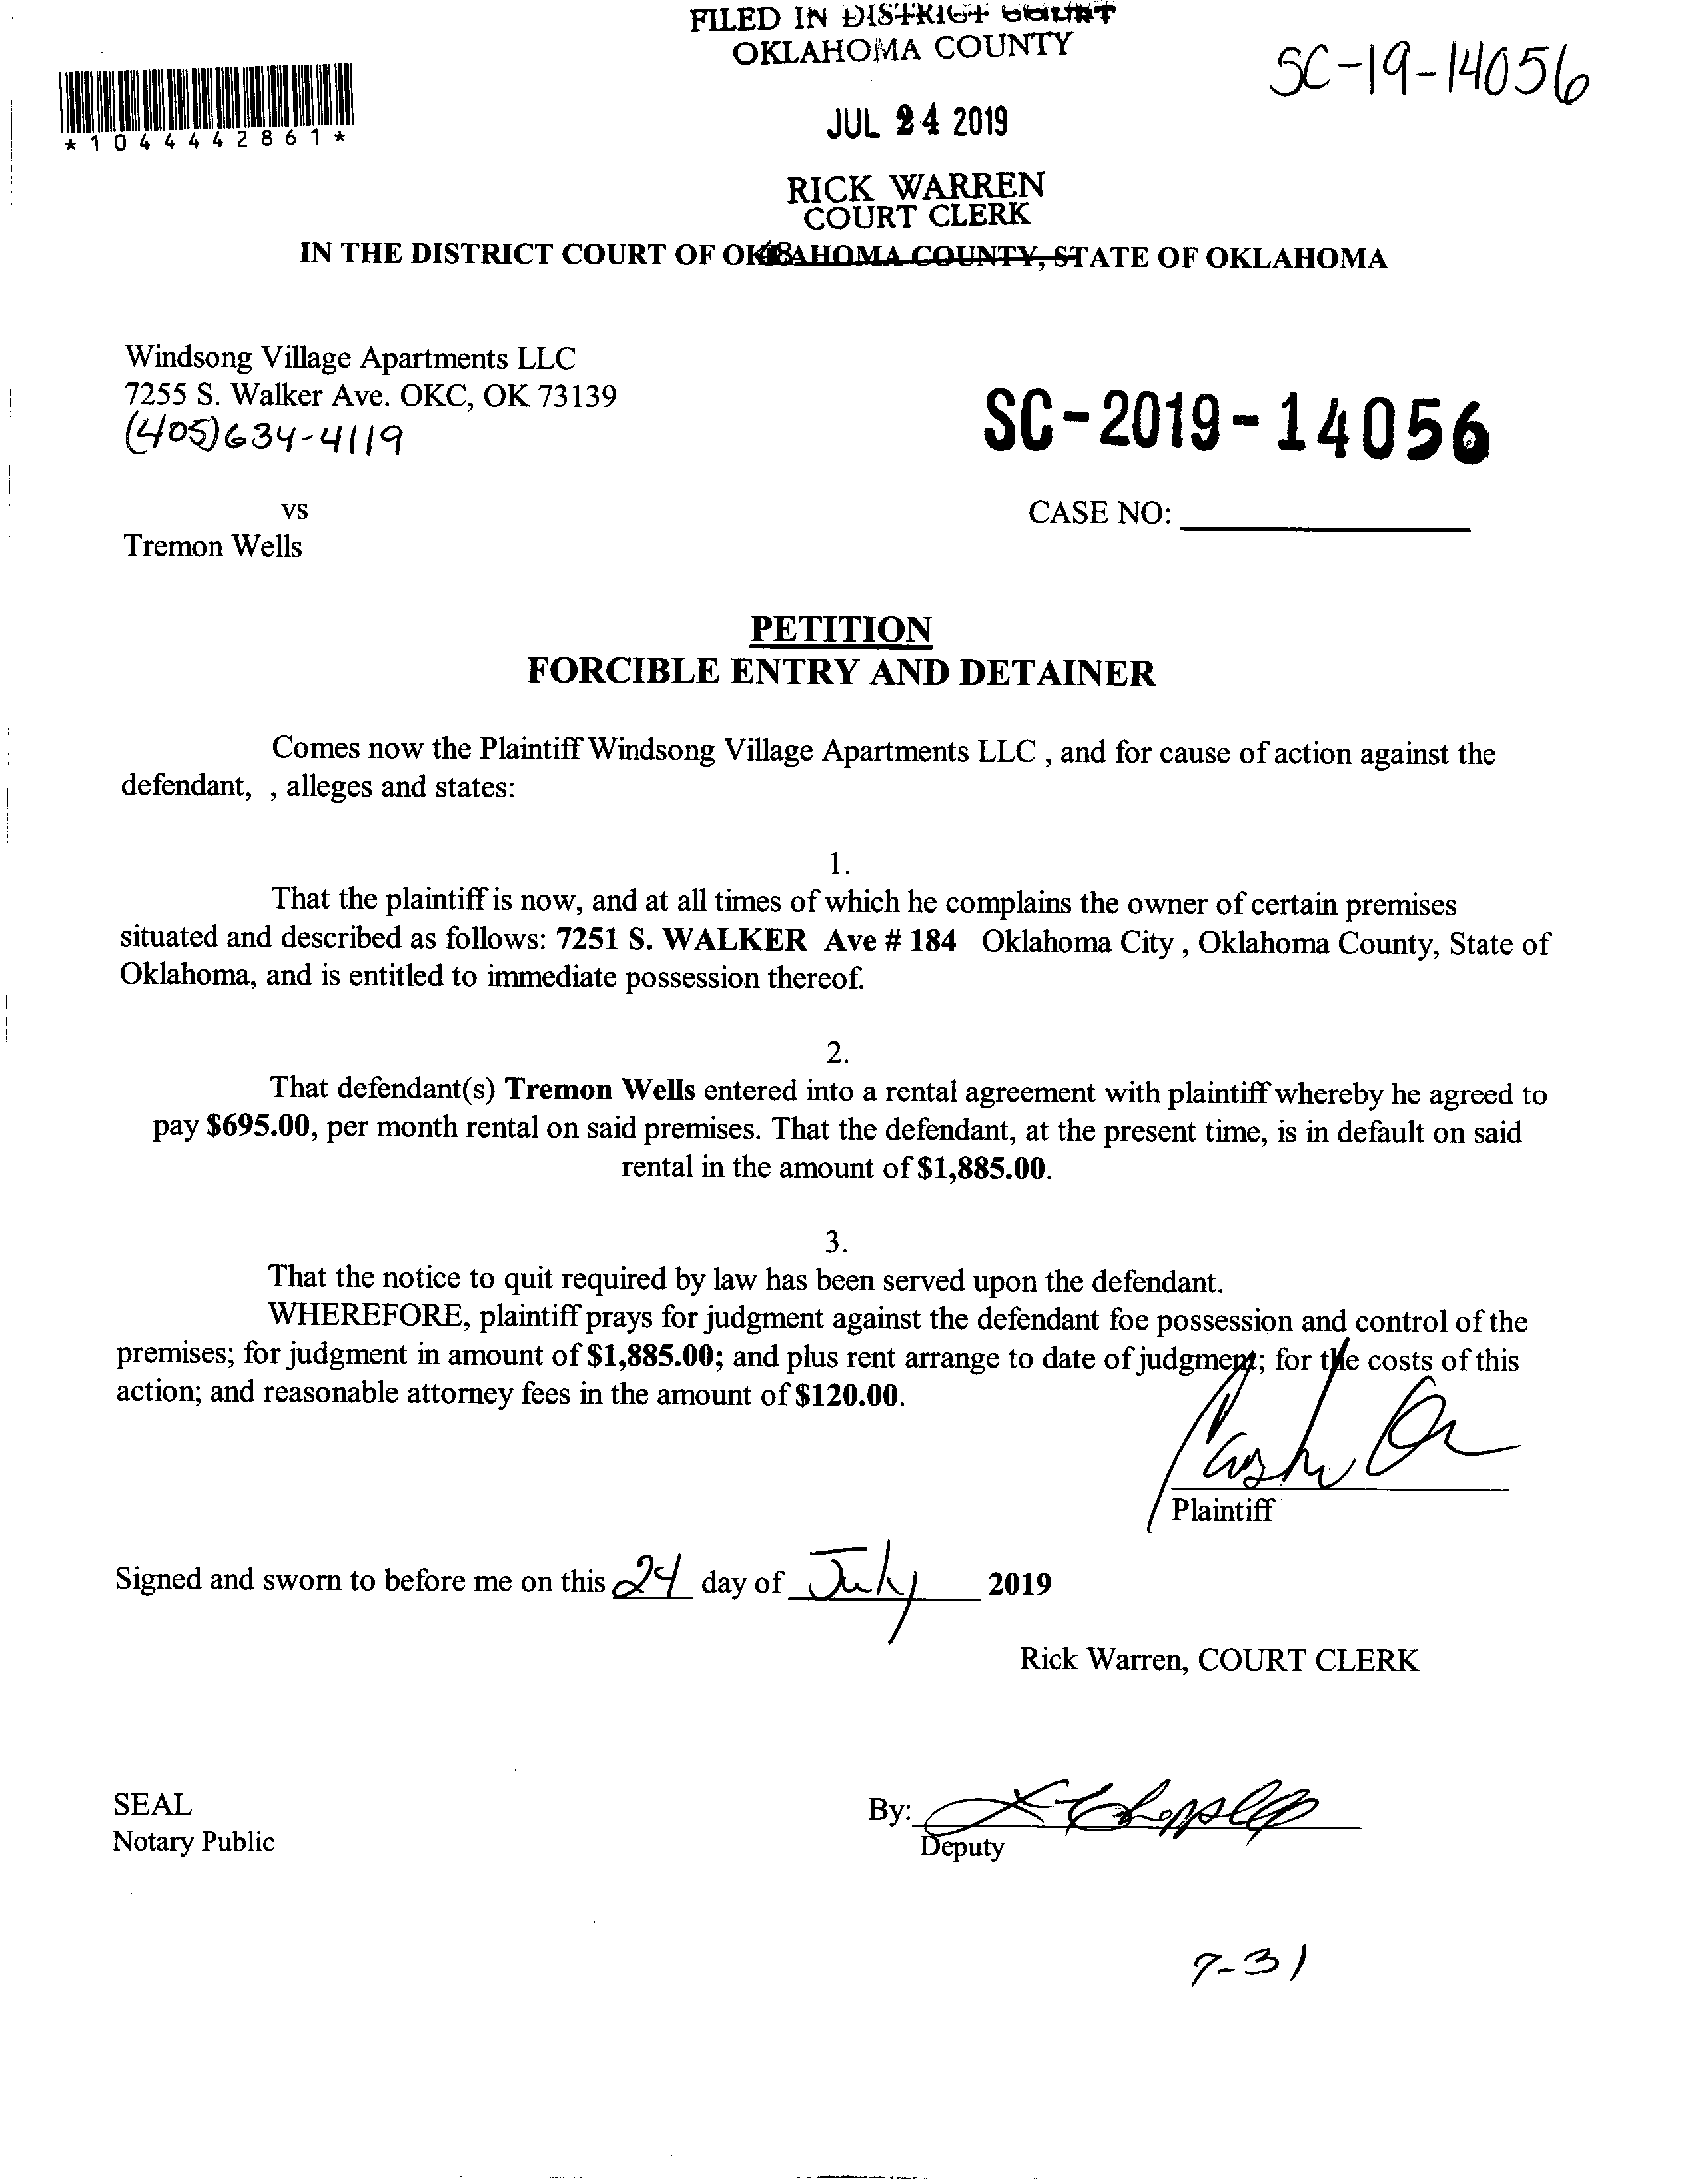 FILED IN DISTRICT COURT
OKLAHOMA COUNTY
SC-19-14056
*1044442861*
JUL 24 2019
RICK WARREN
COURT CLERK
48
IN THE DISTRICT COURT OF OKLAHOMA COUNTY, STATE OF OKLAHOMA
Windsong Village Apartments LLC
7255 S. Walker Ave. OKC, OK 73139
(405)634-4119
SC-2019-14056
vs
CASE NO:
Tremon Wells
PETITION
FORCIBLE ENTRY AND DETAINER
Comes now the Plaintiff Windsong Village Apartments LLC , and for cause of action against the
defendant, , alleges and states:
1.
That the plaintiff is now, and at all times of which he complains the owner of certain premises
situated and described as follows: 7251 S. WALKER Ave # 184 Oklahoma City , Oklahoma County, State of
Oklahoma, and is entitled to immediate possession thereof.
2.
That defendant(s) Tremon Wells entered into a rental agreement with plaintiff whereby he agreed to
pay $695.00, per month rental on said premises. That the defendant, at the present time, is in default on said
rental in the amount of $1,885.00.
3.
That the notice to quit required by law has been served upon the defendant.
WHEREFORE, plaintiff prays for judgment against the defendant foe possession and control of the
premises; for judgment in amount of $1,885.00; and plus rent arrange to date of judgment; for the costs of this
action; and reasonable attorney fees in the amount of $120.00.
Plaintiff
Signed and sworn to before me on this 24 day of July 2019
Rick Warren, COURT CLERK
SEAL
By:
Notary Public
Deputy
7-31